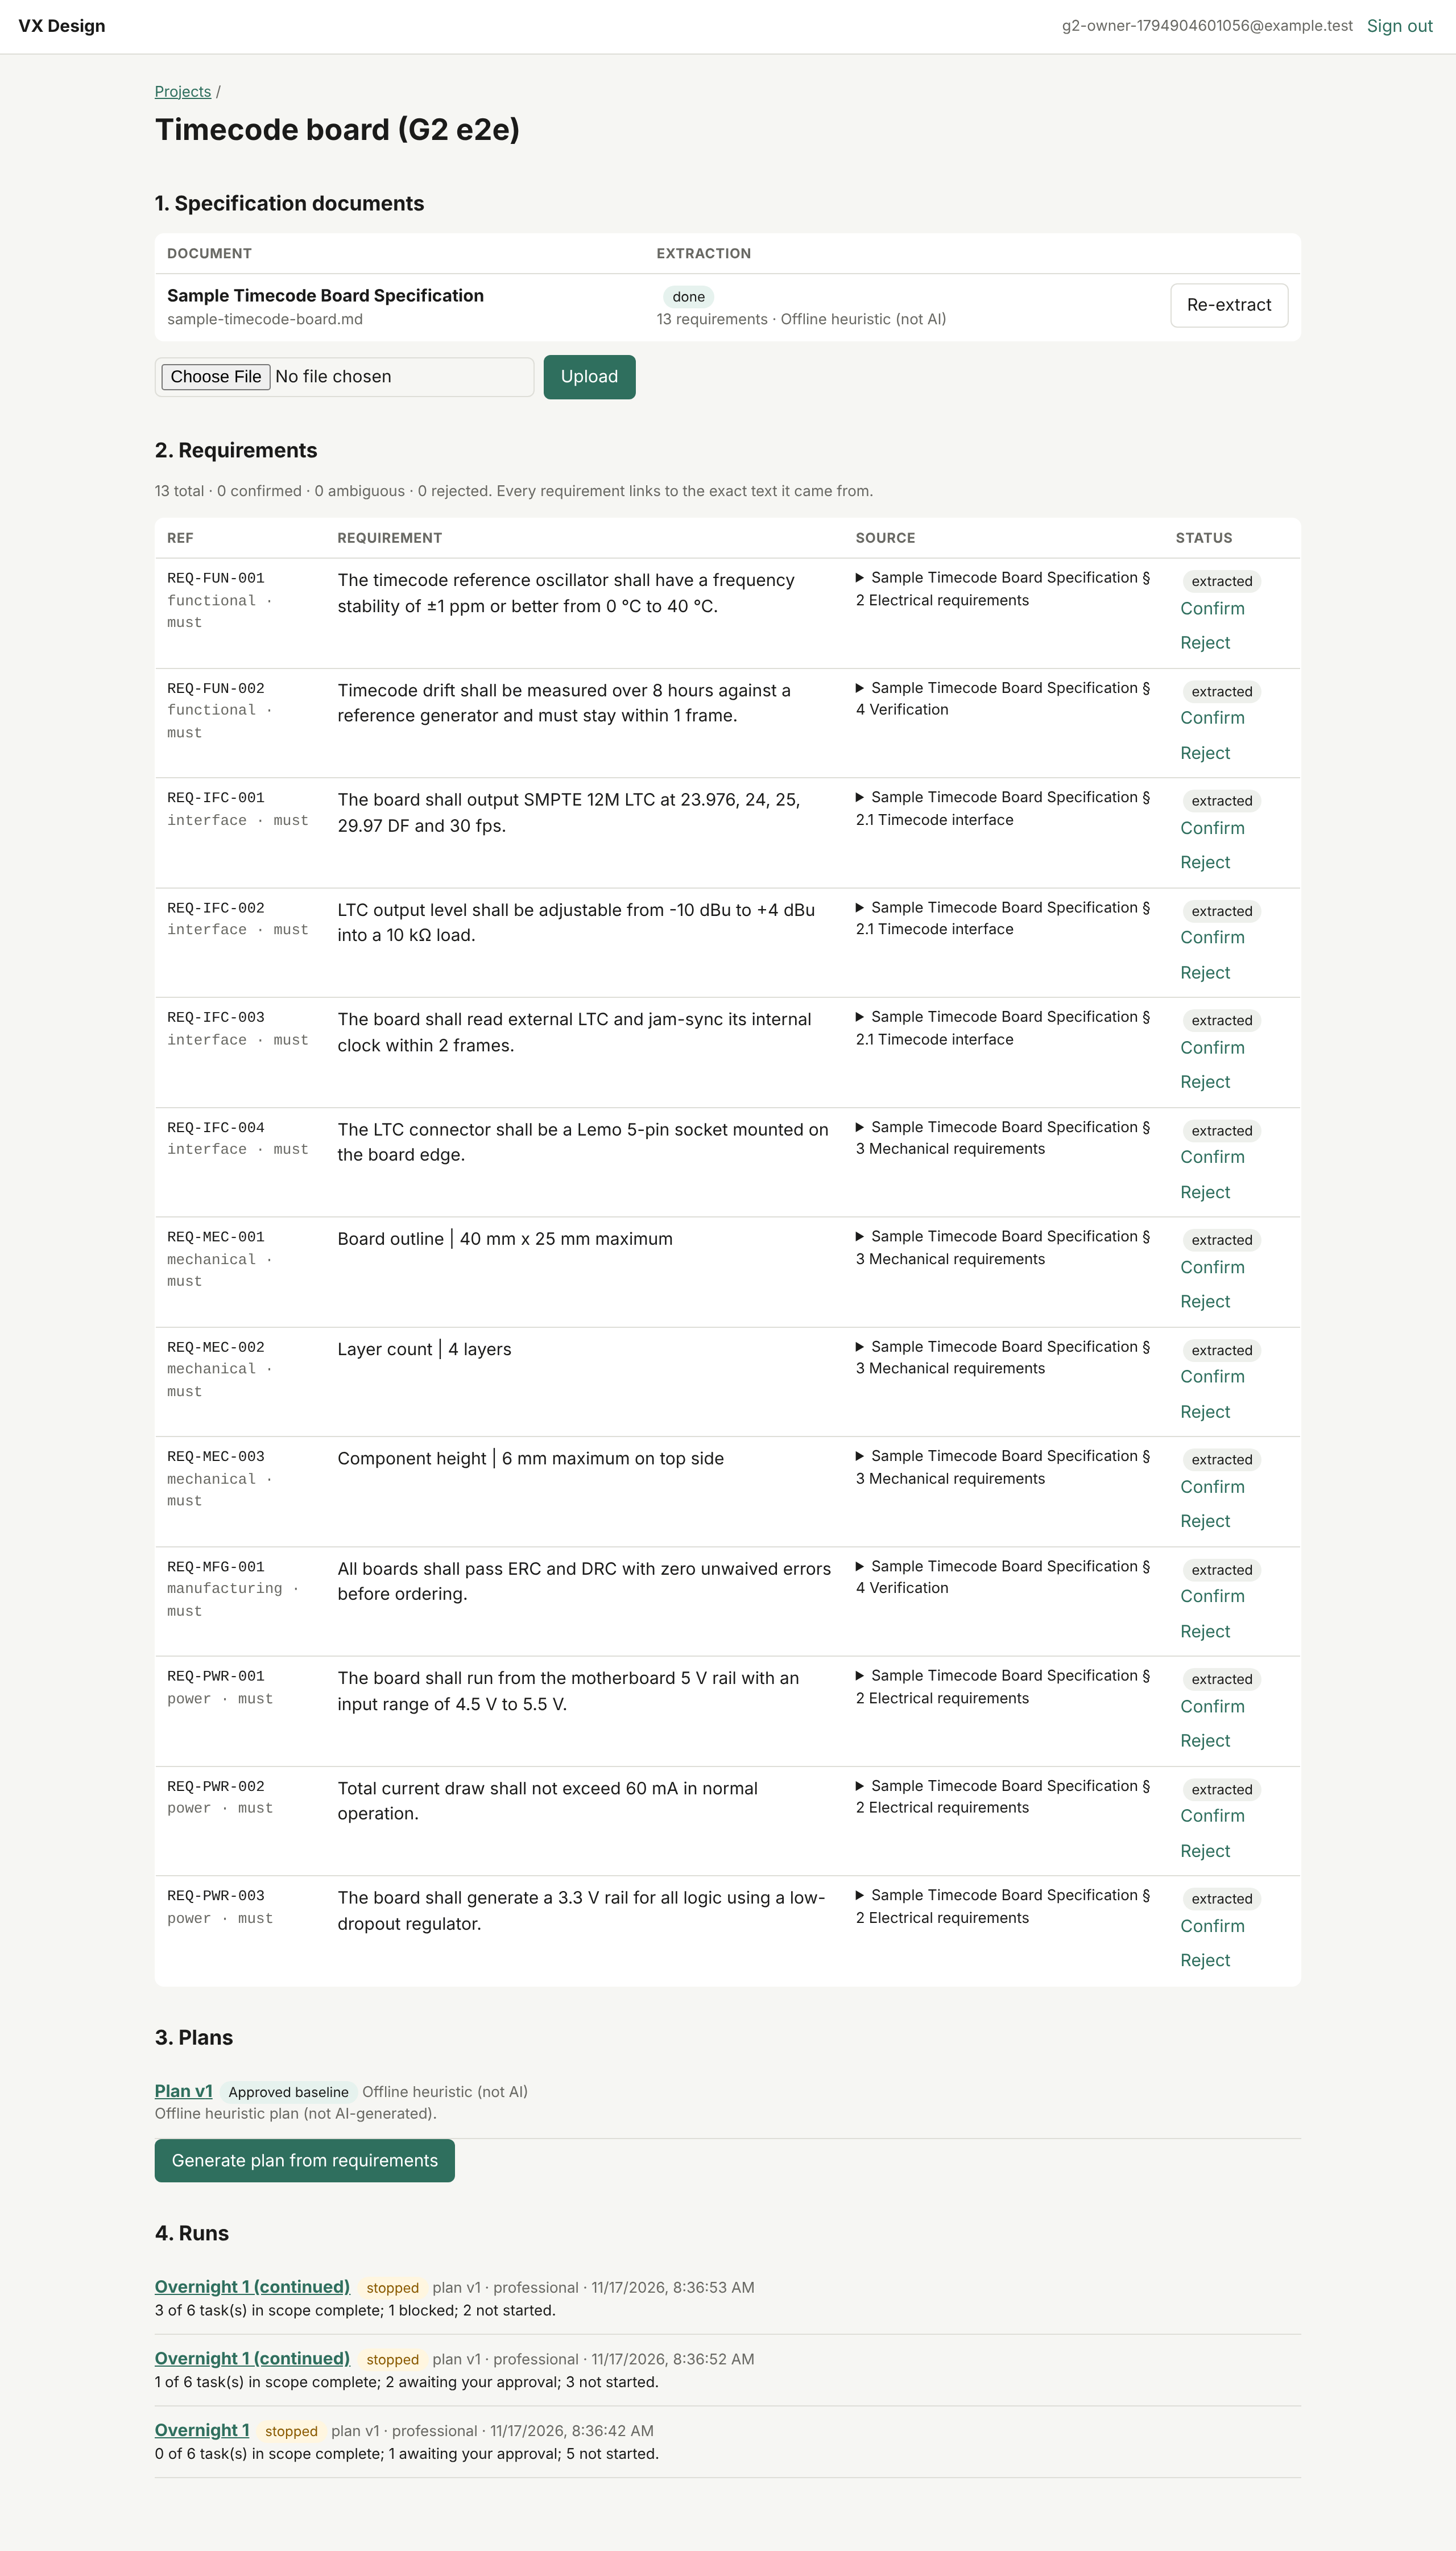 VX Design
g2-owner-1794904601056@example.test Sign out
Projects /
Timecode board (G2 e2e)
1. Specification documents
DOCUMENT EXTRACTION
Sample Timecode Board Specification done
sample-timecode-board.md 13 requirements · Offline heuristic (not AI) Re-extract
Choose File No file chosen Upload
2. Requirements
13 total · 0 confirmed · 0 ambiguous · 0 rejected. Every requirement links to the exact text it came from.
REF REQUIREMENT SOURCE STATUS
REQ-FUN-001 The timecode reference oscillator shall have a frequency ▶ Sample Timecode Board Specification § extracted
functional · stability of ±1 ppm or better from 0 °C to 40 °C. 2 Electrical requirements Confirm
must Reject
REQ-FUN-002 Timecode drift shall be measured over 8 hours against a ▶ Sample Timecode Board Specification § extracted
functional · reference generator and must stay within 1 frame. 4 Verification Confirm
must Reject
REQ-IFC-001 The board shall output SMPTE 12M LTC at 23.976, 24, 25, ▶ Sample Timecode Board Specification § extracted
interface · must 29.97 DF and 30 fps. 2.1 Timecode interface Confirm
Reject
REQ-IFC-002 LTC output level shall be adjustable from -10 dBu to +4 dBu ▶ Sample Timecode Board Specification § extracted
interface · must into a 10 kΩ load. 2.1 Timecode interface Confirm
Reject
REQ-IFC-003 The board shall read external LTC and jam-sync its internal ▶ Sample Timecode Board Specification § extracted
interface · must clock within 2 frames. 2.1 Timecode interface Confirm
Reject
REQ-IFC-004 The LTC connector shall be a Lemo 5-pin socket mounted on ▶ Sample Timecode Board Specification § extracted
interface · must the board edge. 3 Mechanical requirements Confirm
Reject
REQ-MEC-001 Board outline | 40 mm x 25 mm maximum ▶ Sample Timecode Board Specification § extracted
mechanical · 3 Mechanical requirements Confirm
must Reject
REQ-MEC-002 Layer count | 4 layers ▶ Sample Timecode Board Specification § extracted
mechanical · 3 Mechanical requirements Confirm
must Reject
REQ-MEC-003 Component height | 6 mm maximum on top side ▶ Sample Timecode Board Specification § extracted
mechanical · 3 Mechanical requirements Confirm
must Reject
REQ-MFG-001 All boards shall pass ERC and DRC with zero unwaived errors ▶ Sample Timecode Board Specification § extracted
manufacturing · before ordering. 4 Verification Confirm
must Reject
REQ-PWR-001 The board shall run from the motherboard 5 V rail with an ▶ Sample Timecode Board Specification § extracted
power · must input range of 4.5 V to 5.5 V. 2 Electrical requirements Confirm
Reject
REQ-PWR-002 Total current draw shall not exceed 60 mA in normal ▶ Sample Timecode Board Specification § extracted
power · must operation. 2 Electrical requirements Confirm
Reject
REQ-PWR-003 The board shall generate a 3.3 V rail for all logic using a low- ▶ Sample Timecode Board Specification § extracted
power · must dropout regulator. 2 Electrical requirements Confirm
Reject
3. Plans
Plan v1 Approved baseline Offline heuristic (not AI)
Offline heuristic plan (not AI-generated).
Generate plan from requirements
4. Runs
Overnight 1 (continued) stopped plan v1 · professional · 11/17/2026, 8:36:53 AM
3 of 6 task(s) in scope complete; 1 blocked; 2 not started.
Overnight 1 (continued) stopped plan v1 · professional · 11/17/2026, 8:36:52 AM
1 of 6 task(s) in scope complete; 2 awaiting your approval; 3 not started.
Overnight 1 stopped plan v1 · professional · 11/17/2026, 8:36:42 AM
0 of 6 task(s) in scope complete; 1 awaiting your approval; 5 not started.